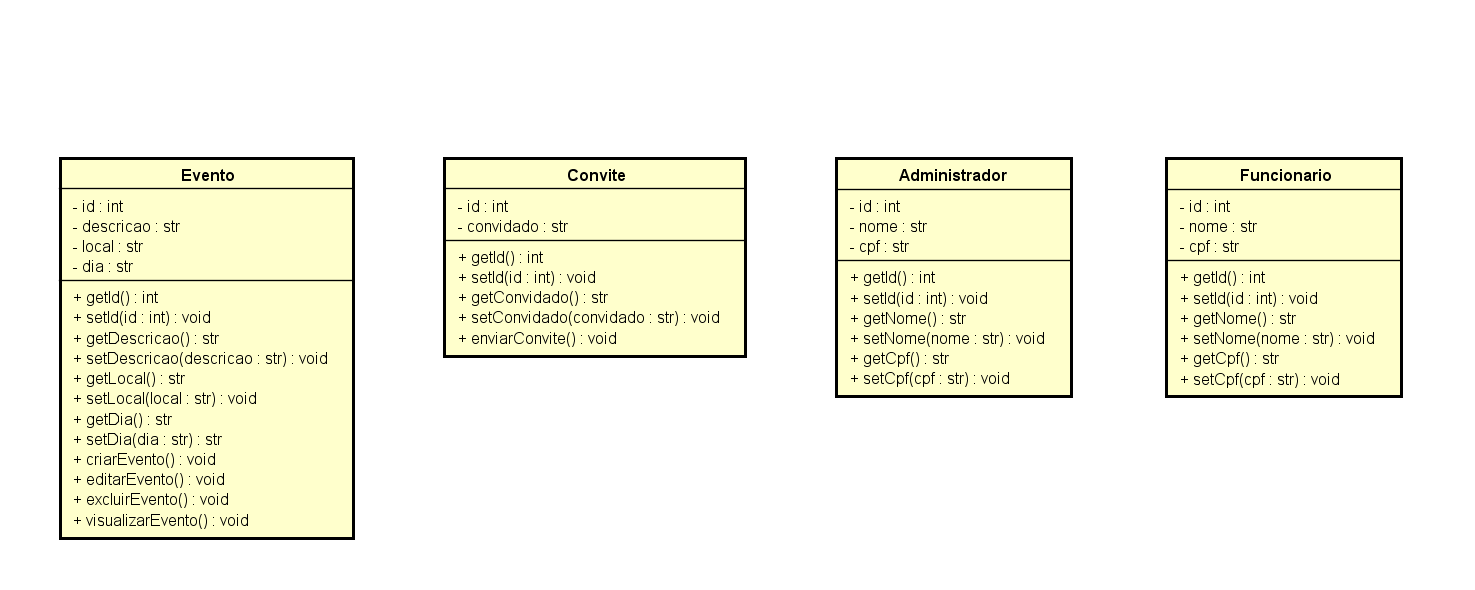 Evento
- id : int
- descricao : str
- local : str
- dia : str
+ getId() : int
+ setId(id : int) : void
+ getDescricao() : str
+ setDescricao(descricao : str) : void
+ getLocal() : str
+ setLocal(local : str) : void
+ getDia() : str
+ setDia(dia : str) : str
+ criarEvento() : void
+ editarEvento() : void
+ excluirEvento() : void
+ visualizarEvento() : void
Convite
- id : int
- convidado : str
+ getId() : int
+ setId(id : int) : void
+ getConvidado() : str
+ setConvidado(convidado : str) : void
+ enviarConvite() : void
Administrador
- id : int
- nome : str
- cpf : str
+ getId() : int
+ setId(id : int) : void
+ getNome() : str
+ setNome(nome : str) : void
+ getCpf() : str
+ setCpf(cpf : str) : void
Funcionario
- id : int
- nome : str
- cpf : str
+ getId() : int
+ setId(id : int) : void
+ getNome() : str
+ setNome(nome : str) : void
+ getCpf() : str
+ setCpf(cpf : str) : void